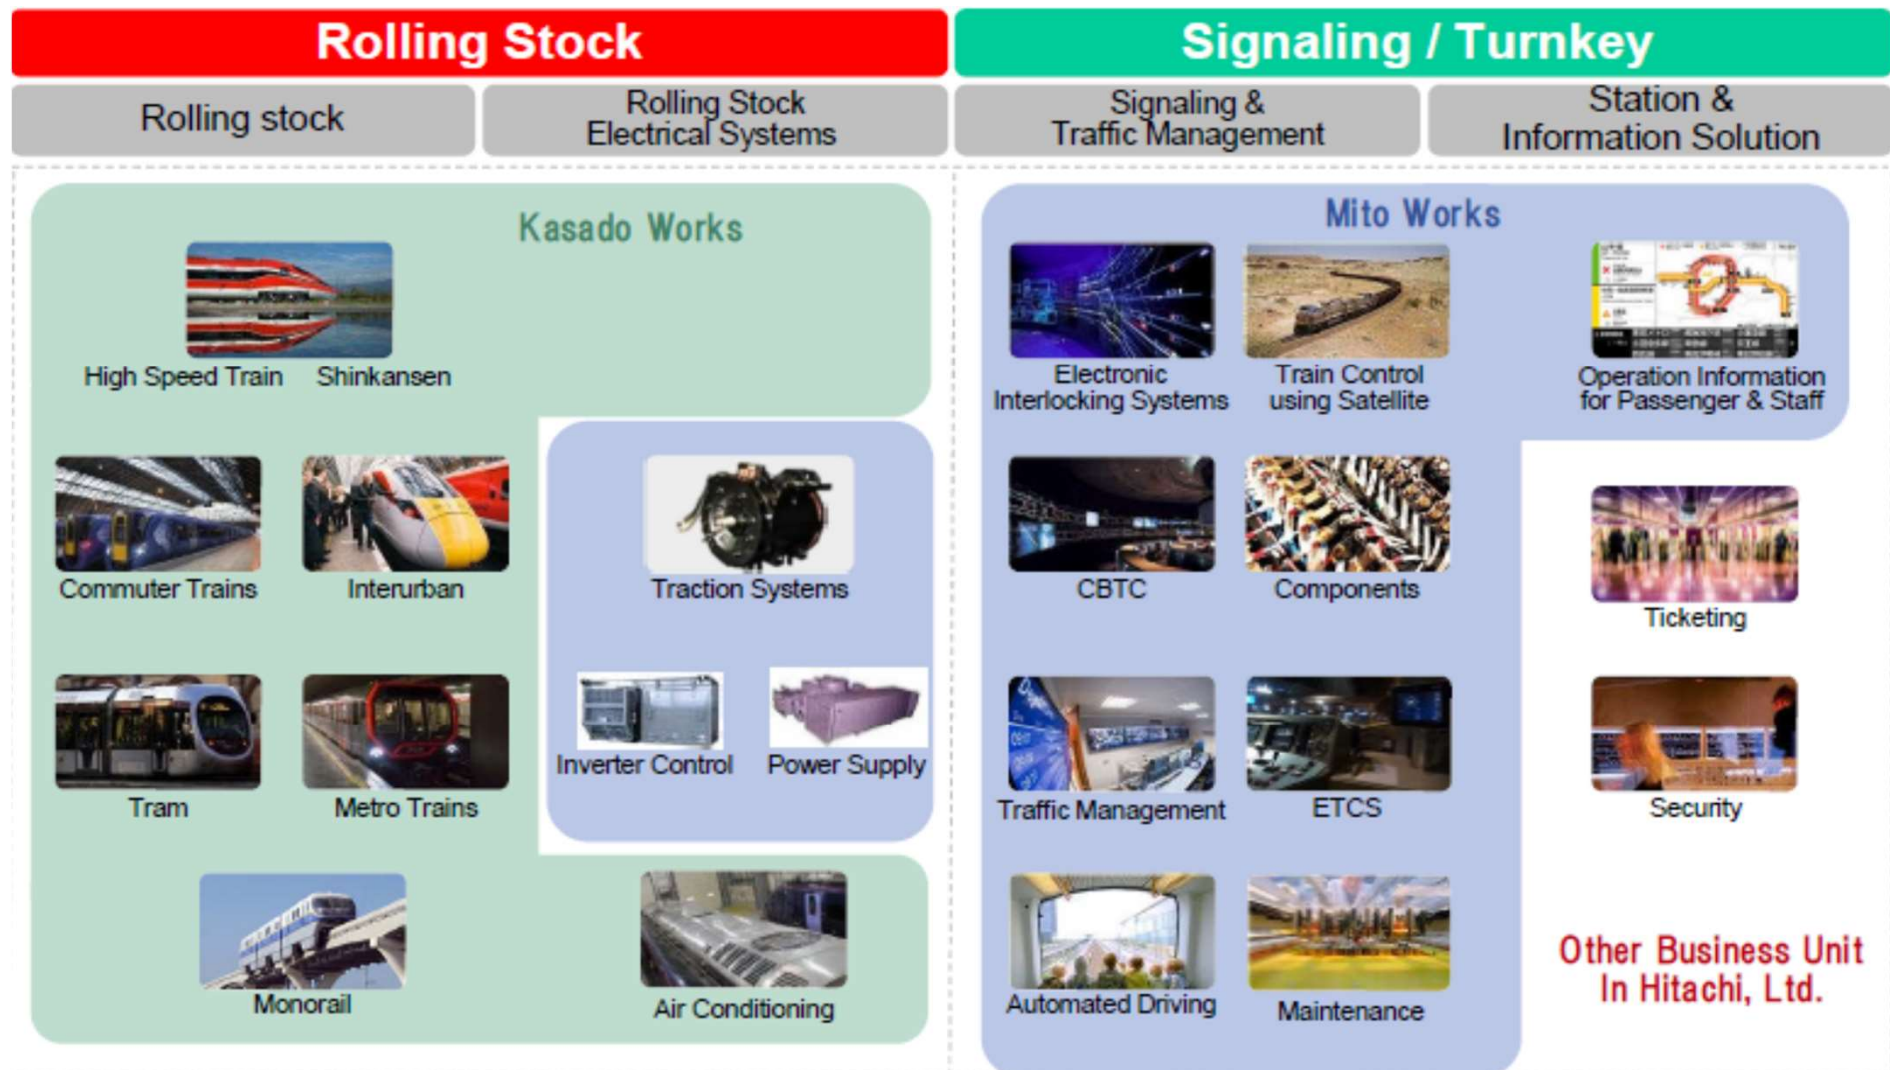 Rolling Stock
Signaling / Turnkey
Rolling stock
Rolling Stock
Electrical Systems
Signaling &
Traffic Management
Station &
Information Solution
Kasado Works
High Speed Train
Shinkansen
Commuter Trains
Interurban
Tram
Metro Trains
Monorail
Air Conditioning
Traction Systems
Inverter Control
Power Supply
Mito Works
Electronic
Interlocking Systems
Train Control
using Satellite
Operation Information
for Passenger & Staff
CBTC
Components
Ticketing
Traffic Management
ETCS
Security
Automated Driving
Maintenance
Other Business Unit
In Hitachi, Ltd.